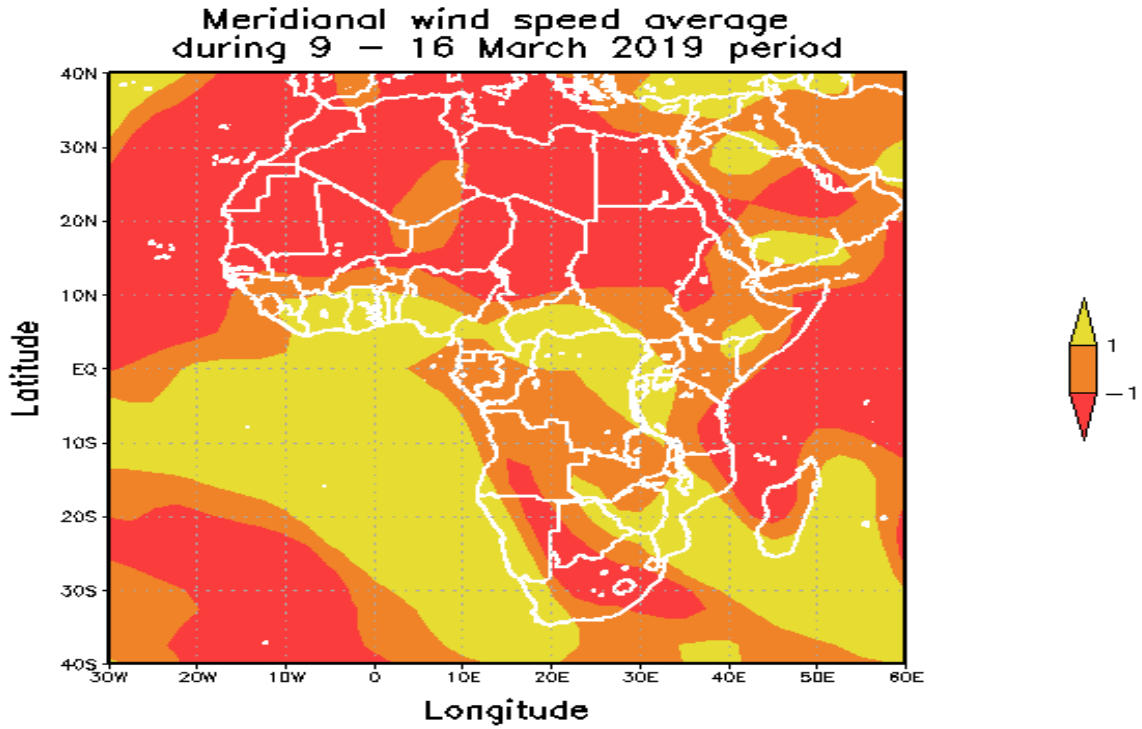 Meridianal wind speed average
during 9 – 16 March 2019 period
40N
30N
20N
10N
EQ
10S
20S
30S
40S
Latitude
30W 20W 10W 0 10E 20E 30E 40E 50E 60E
Longitude
1
–1